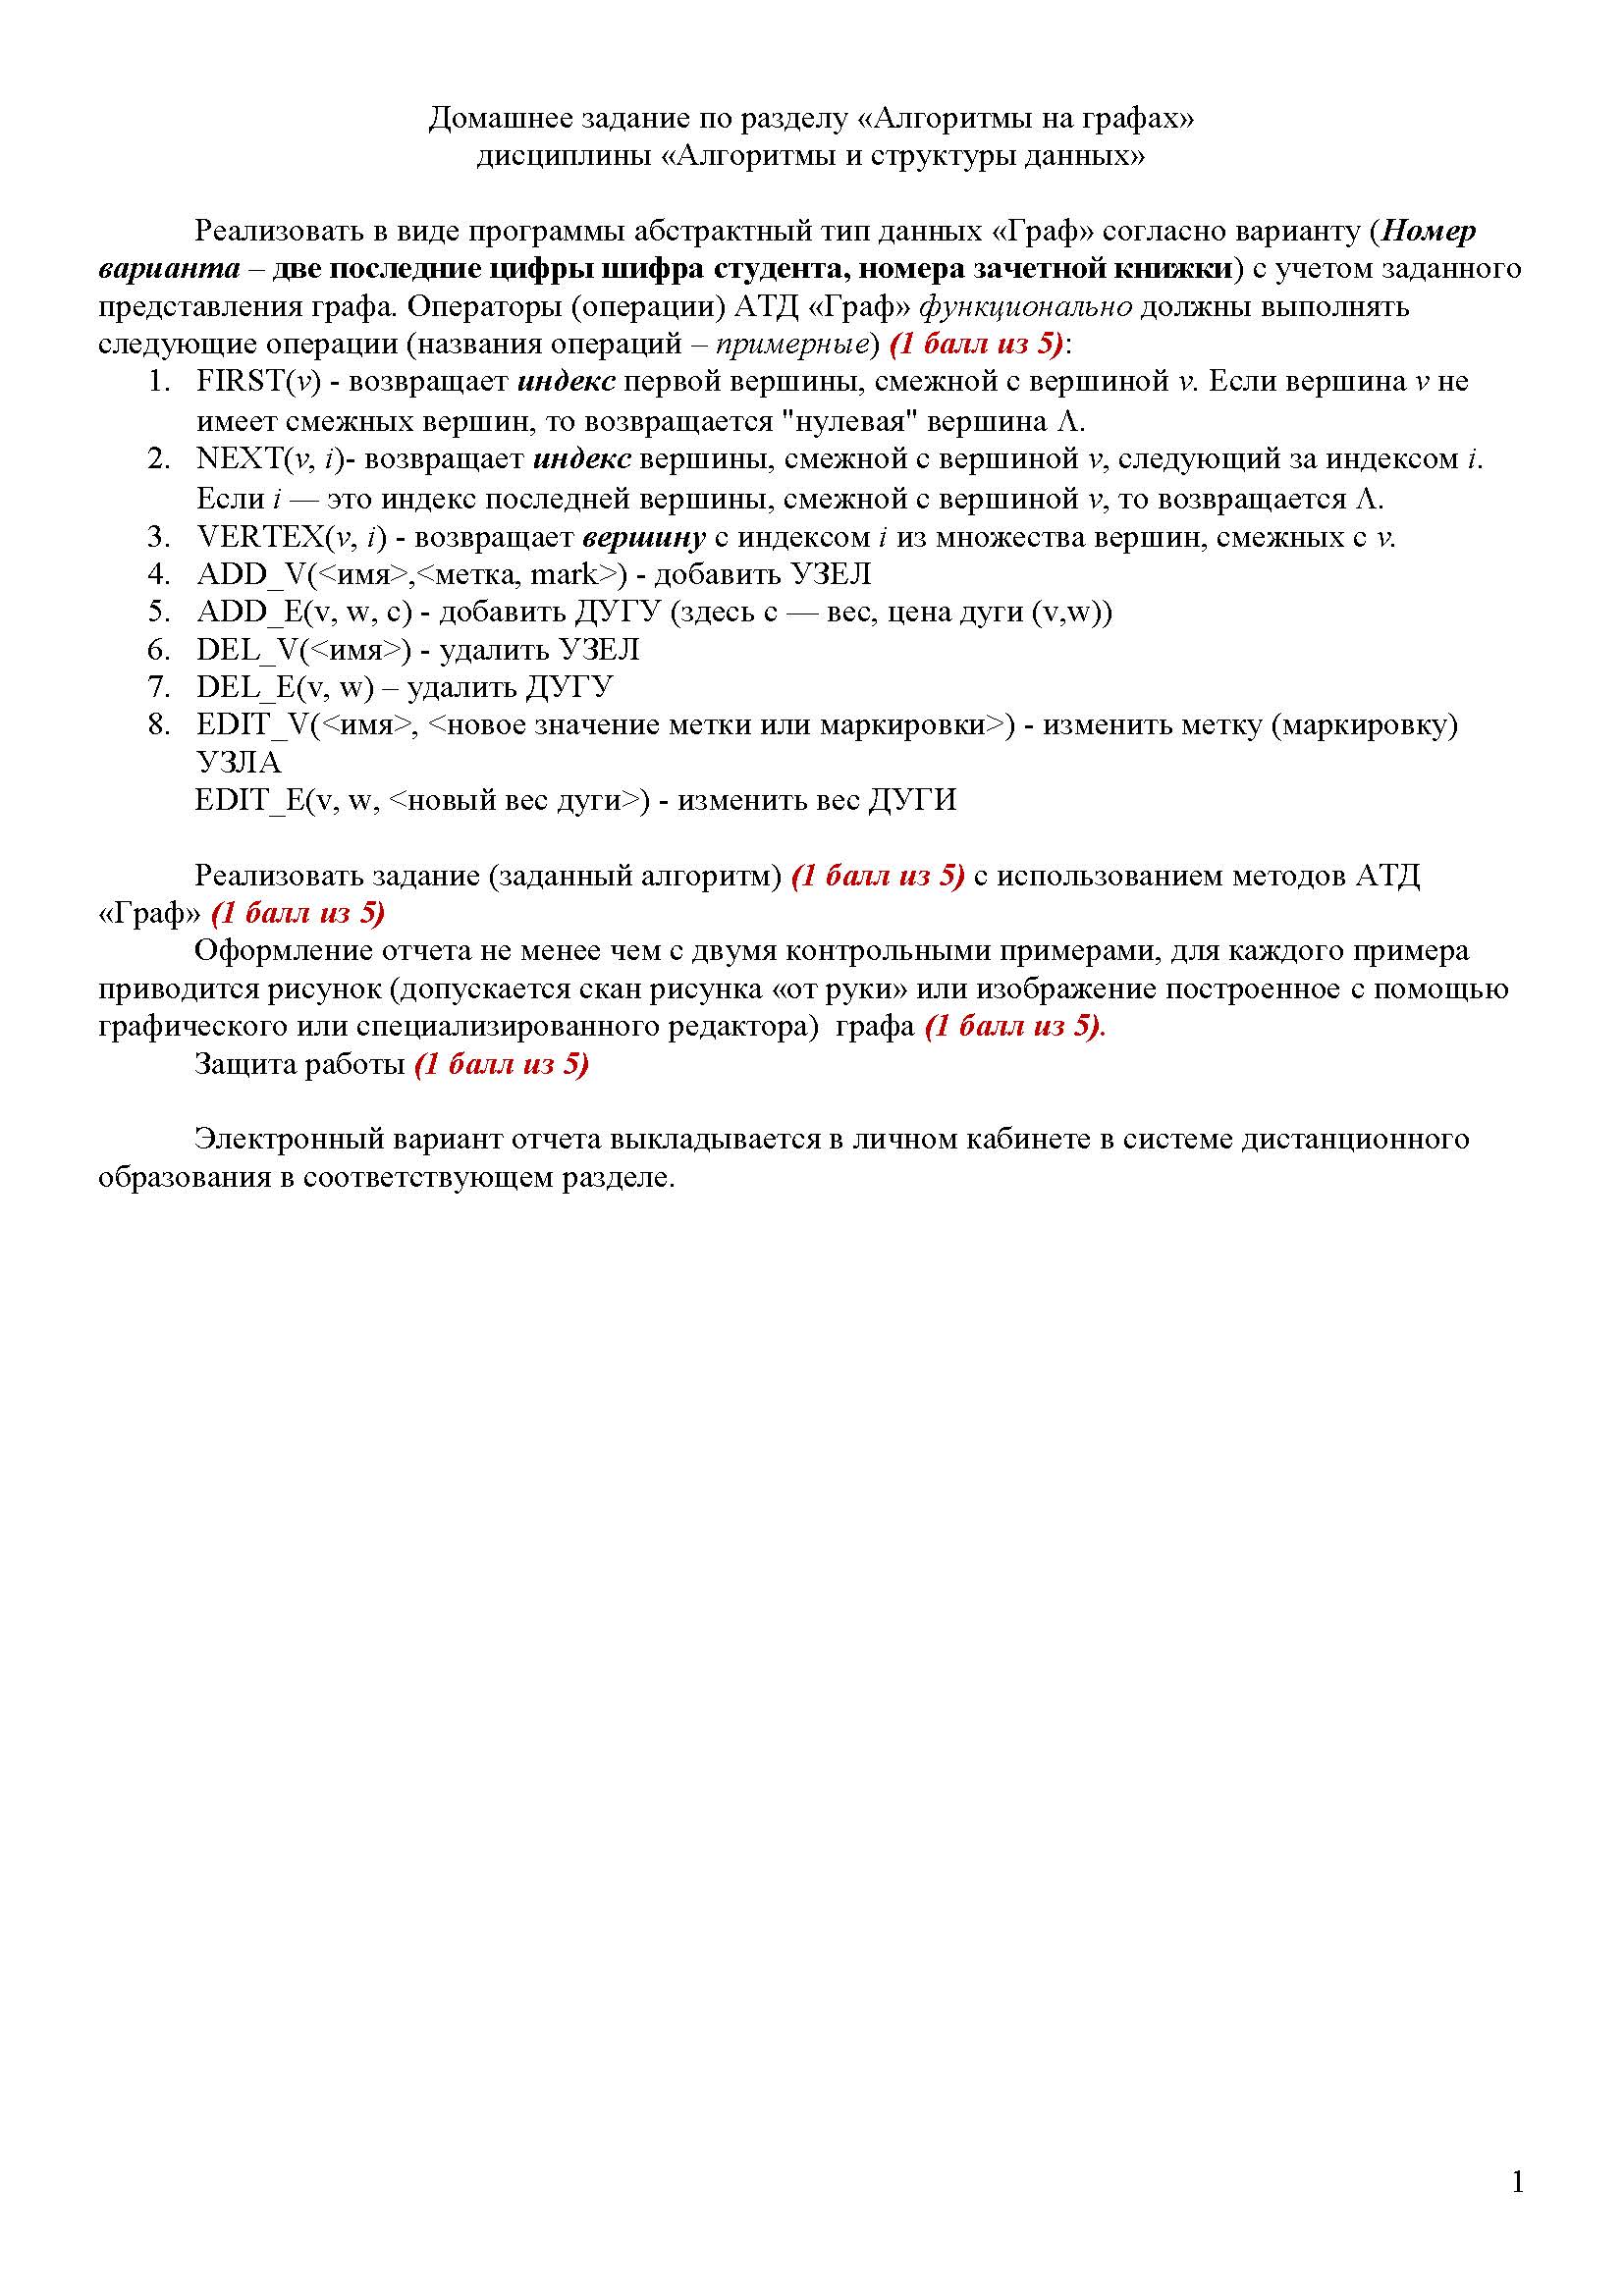 Домашнее задание по разделу «Алгоритмы на графах»
дисциплины «Алгоритмы и структуры данных»
Реализовать в виде программы абстрактный тип данных «Граф» согласно варианту (Номер
варианта – две последние цифры шифра студента, номера зачетной книжки) с учетом заданного
представления графа. Операторы (операции) АТД «Граф» функционально должны выполнять
следующие операции (названия операций – примерные) (1 балл из 5):
1. FIRST(v) - возвращает индекс первой вершины, смежной с вершиной v. Если вершина v не
имеет смежных вершин, то возвращается "нулевая" вершина Λ.
2. NEXT(v, i)- возвращает индекс вершины, смежной с вершиной v, следующий за индексом i.
Если i — это индекс последней вершины, смежной с вершиной v, то возвращается Λ.
3. VERTEX(v, i) - возвращает вершину с индексом i из множества вершин, смежных с v.
4. ADD_V(<имя>,<метка, mark>) - добавить УЗЕЛ
5. ADD_E(v, w, c) - добавить ДУГУ (здесь c — вес, цена дуги (v,w))
6. DEL_V(<имя>) - удалить УЗЕЛ
7. DEL_E(v, w) – удалить ДУГУ
8. EDIT_V(<имя>, <новое значение метки или маркировки>) - изменить метку (маркировку)
УЗЛА
EDIT_E(v, w, <новый вес дуги>) - изменить вес ДУГИ
Реализовать задание (заданный алгоритм) (1 балл из 5) с использованием методов АТД
«Граф» (1 балл из 5)
Оформление отчета не менее чем с двумя контрольными примерами, для каждого примера
приводится рисунок (допускается скан рисунка «от руки» или изображение построенное с помощью
графического или специализированного редактора)  графа (1 балл из 5).
Защита работы (1 балл из 5)
Электронный вариант отчета выкладывается в личном кабинете в системе дистанционного
образования в соответствующем разделе.
1